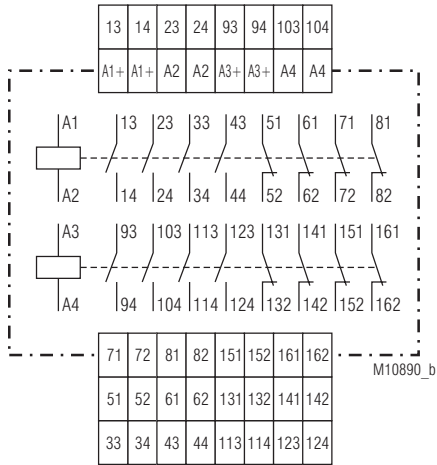 13 14 23 24 93 94 103 104
A1+ A1+ A2 A2 A3+ A3+ A4 A4
A1 13 23 33 43 51 61 71 81
A2 14 24 34 44 52 62 72 82
A3 93 103 113 123 131 141 151 161
A4 94 104 114 124 132 142 152 162
71 72 81 82 151 152 161 162
M10890_b
51 52 61 62 131 132 141 142
33 34 43 44 113 114 123 124